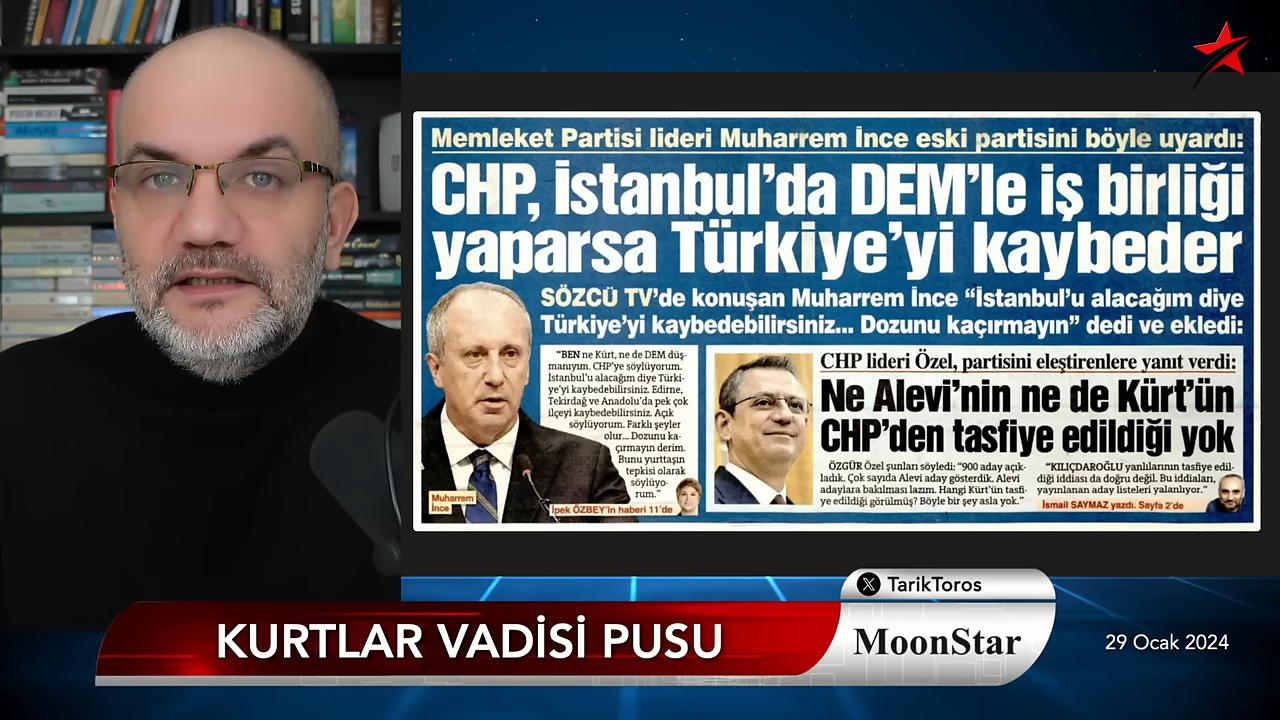 Memleket Partisi lideri Muharrem İnce eski partisini böyle uyardı:
CHP, İstanbul'da DEM'le iş birliği
yaparsa Türkiye'yi kaybeder
SÖZCÜ TV'de konuşan Muharrem İnce “İstanbul'u alacağım diye
Türkiye'yi kaybedebilirsiniz... Dozunu kaçırmayın” dedi ve ekledi:
“BEN ne Kürt, ne de DEM düş-
manıyım. CHP'ye söylüyorum.
İstanbul'u alacağım diye Türki-
ye'yi kaybedebilirsiniz. Edirne,
Tekirdağ ve Anadolu'da pek çok
ilçeyi kaybedebilirsiniz. Açık
söylüyorum. Farklı şeyler
olur... Dozunu ka-
çırmayın derim.
Bunu yurttaşın
tepkisi olarak
söylüyo-
rum.”
Muharrem
İnce
İpek ÖZBEY'in haberi 11'de
CHP lideri Özel, partisini eleştirenlere yanıt verdi:
Ne Alevi'nin ne de Kürt'ün
CHP'den tasfiye edildiği yok
ÖZGÜR Özel şunları söyledi: “900 aday açık-
ladık. Çok sayıda Alevi aday gösterdik. Alevi
adaylara bakılması lazım. Hangi Kürt'ün tasfi-
ye edildiği görülmüş? Böyle bir şey asla yok.”
“KILIÇDAROĞLU yanlılarının tasfiye edil-
diği iddiası da doğru değil. Bu iddiaları,
yayınlanan aday listeleri yalanlıyor.”
İsmail SAYMAZ yazdı. Sayfa 2'de
X TarikToros
KURTLAR VADİSİ PUSU
MoonStar
29 Ocak 2024